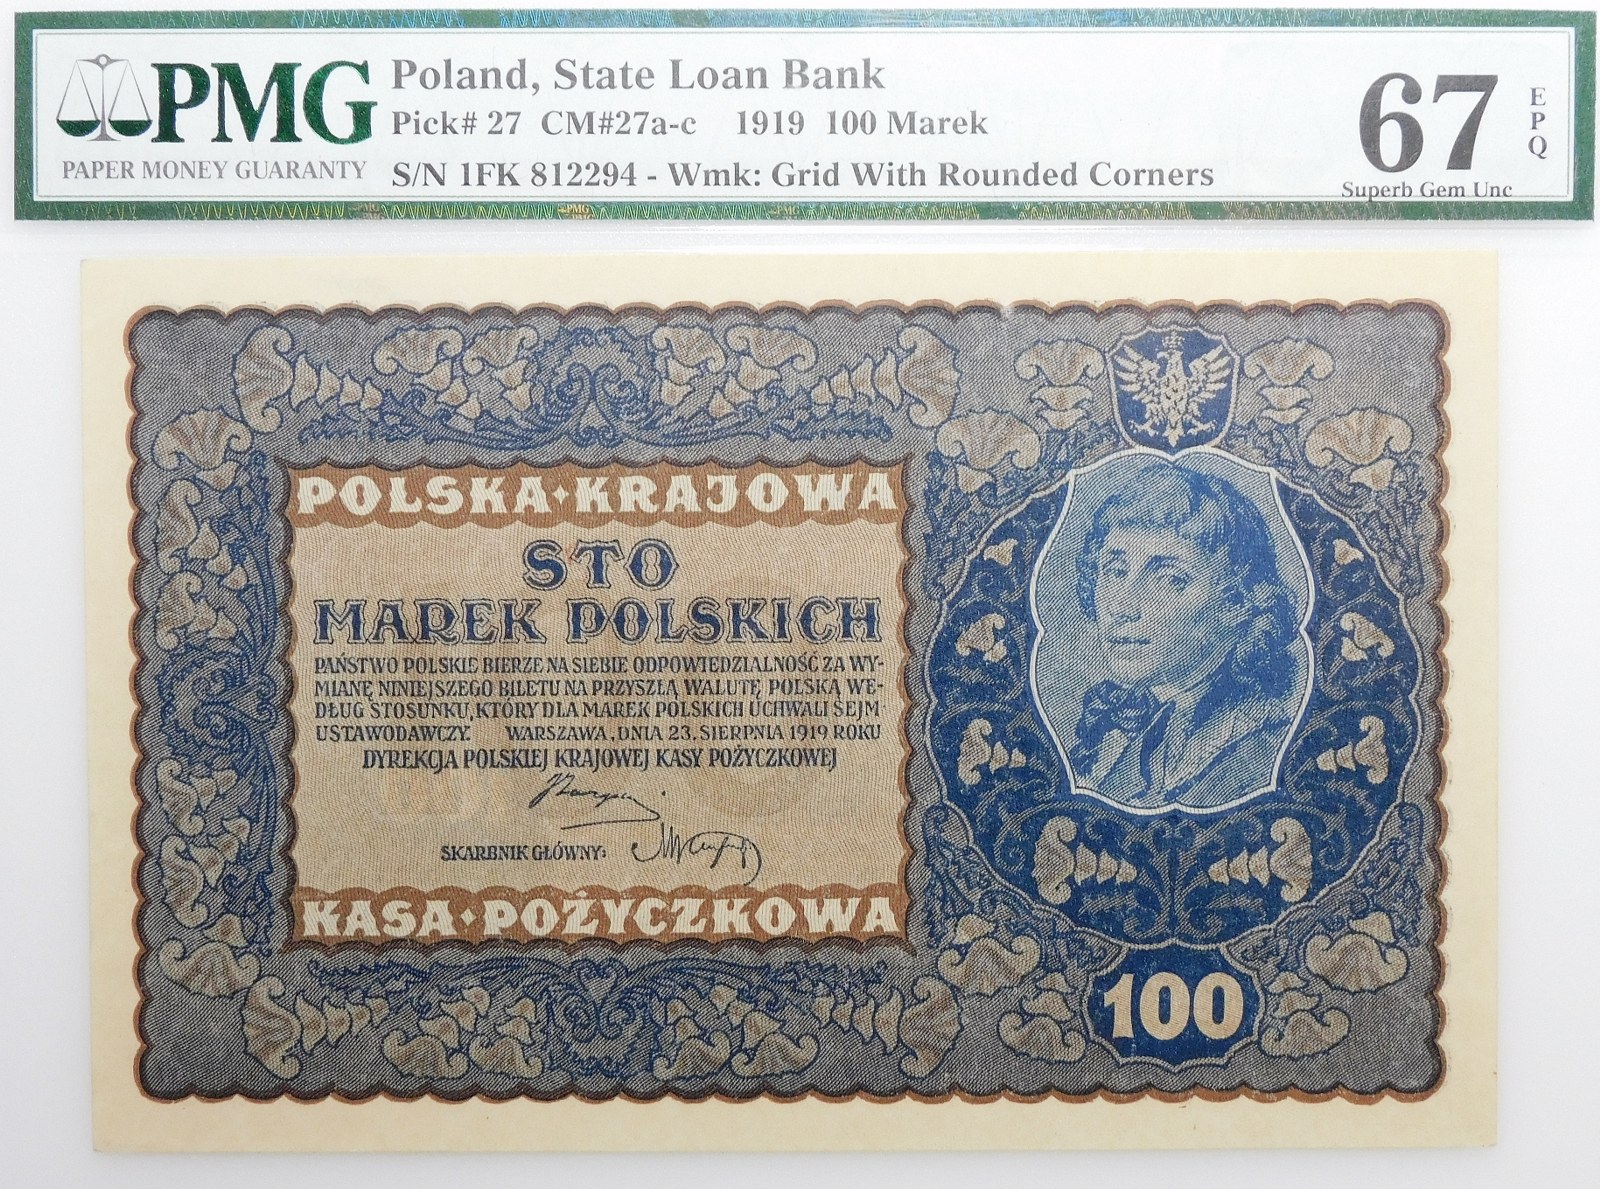 PMG
PAPER MONEY GUARANTY
Poland, State Loan Bank
Pick# 27 CM#27a-c 1919 100 Marek
S/N 1FK 812294 - Wmk: Grid With Rounded Corners
67
EPQ
Superb Gem Unc
POLSKA·KRAJOWA
STO
MAREK POLSKICH
PAŃSTWO POLSKIE BIERZE NA SIEBIE ODPOWIEDZIALNOŚĆ ZA WY-
MIANĘ NINIEJSZEGO BILETU NA PRZYSZŁĄ WALUTĘ POLSKĄ WE-
DŁUG STOSUNKU, KTÓRY DLA MAREK POLSKICH UCHWALI SEJM
USTAWODAWCZY. WARSZAWA, DNIA 23. SIERPNIA 1919 ROKU
DYREKCJA POLSKIEJ KRAJOWEJ KASY POŻYCZKOWEJ
SKARBNIK GŁÓWNY:
KASA·POŻYCZKOWA
100